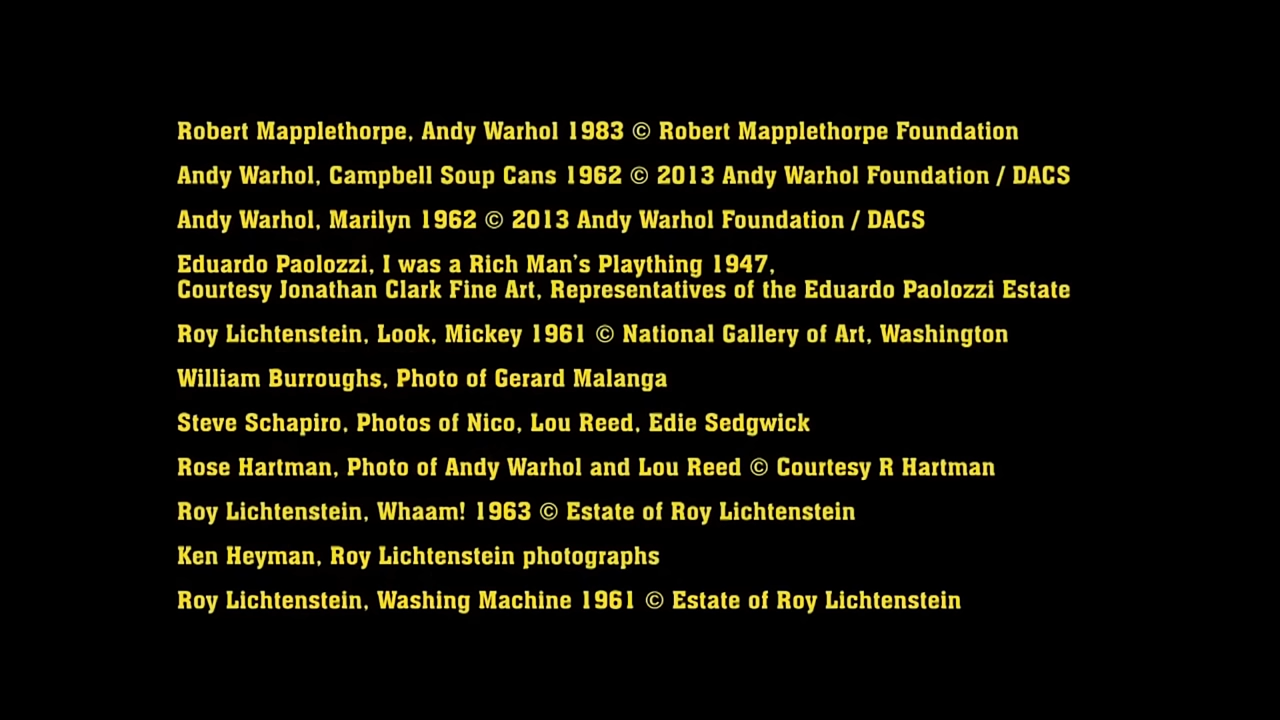 Robert Mapplethorpe, Andy Warhol 1983 © Robert Mapplethorpe Foundation
Andy Warhol, Campbell Soup Cans 1962 © 2013 Andy Warhol Foundation / DACS
Andy Warhol, Marilyn 1962 © 2013 Andy Warhol Foundation / DACS
Eduardo Paolozzi, I was a Rich Man's Plaything 1947,
Courtesy Jonathan Clark Fine Art, Representatives of the Eduardo Paolozzi Estate
Roy Lichtenstein, Look, Mickey 1961 © National Gallery of Art, Washington
William Burroughs, Photo of Gerard Malanga
Steve Schapiro, Photos of Nico, Lou Reed, Edie Sedgwick
Rose Hartman, Photo of Andy Warhol and Lou Reed © Courtesy R Hartman
Roy Lichtenstein, Whaam! 1963 © Estate of Roy Lichtenstein
Ken Heyman, Roy Lichtenstein photographs
Roy Lichtenstein, Washing Machine 1961 © Estate of Roy Lichtenstein